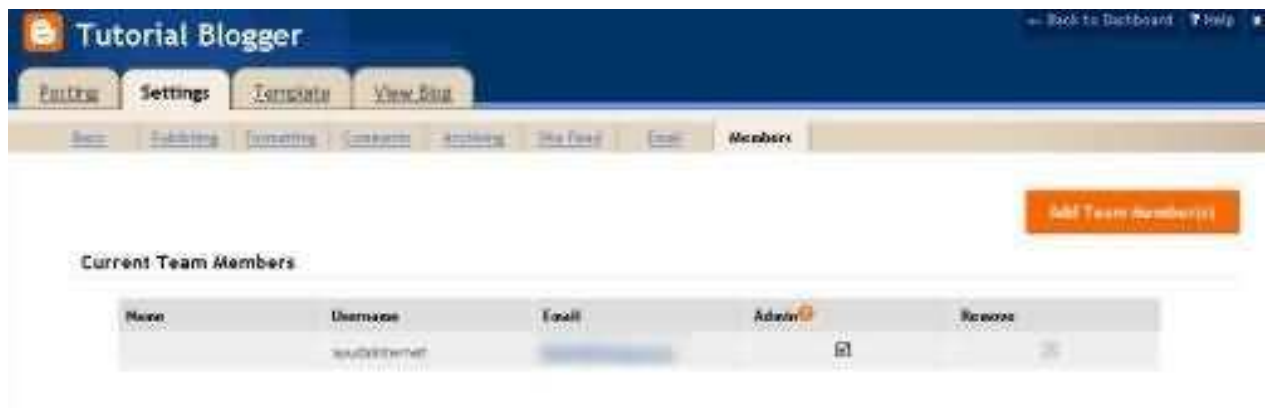 Tutorial Blogger
← Back to Dashboard ? Help
Posting Settings Template View Blog
Basic Publishing Formatting Comments Archiving Site Feed Email Members
Add Team Member(s)
Current Team Members
Name Username Email Admin Remove
ayudainternet